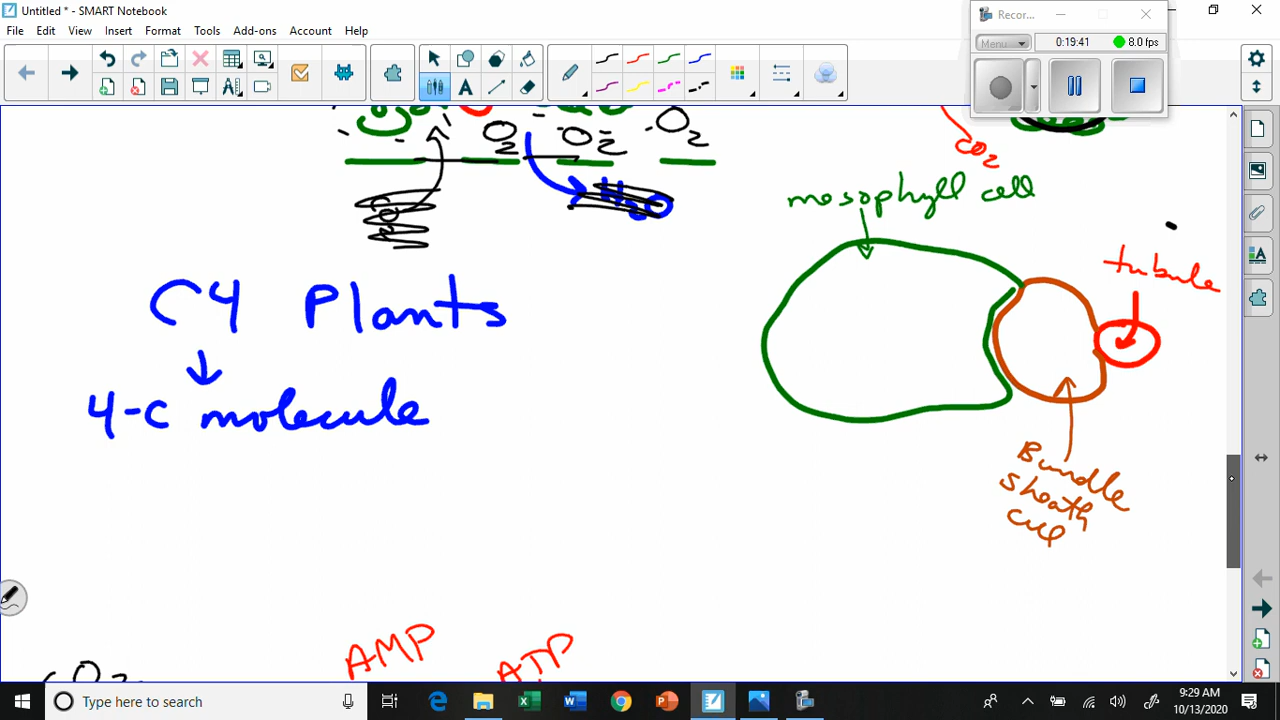 Untitled * - SMART Notebook
File Edit View Insert Format Tools Add-ons Account Help
Recor...
Menu 0:19:41 8.0 fps
O2 O2 O2
CO2
H2O
mosophyll cell
tubule
C4 Plants
4-C molecule
Bundle
sheath
cell
AMP
ATP
CO2
Type here to search
9:29 AM
10/13/2020